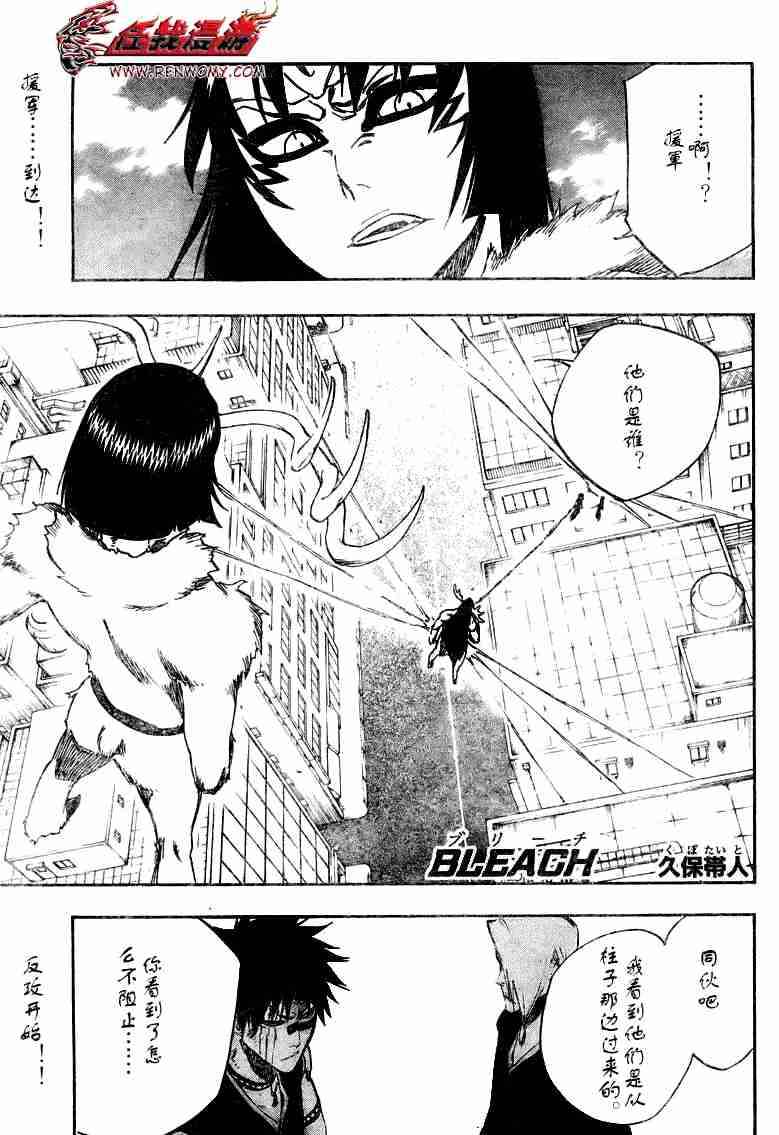 任我漫游
WWW.RENWOMY.COM
……啊!?
援軍
援军……到达!!
他们是谁?
ブリーチ
BLEACH
くぼたいと
久保帯人
同伙吧
我看到他们是从
柱子那边过来的。
你看到了怎
么不阻止……
反攻开始!!